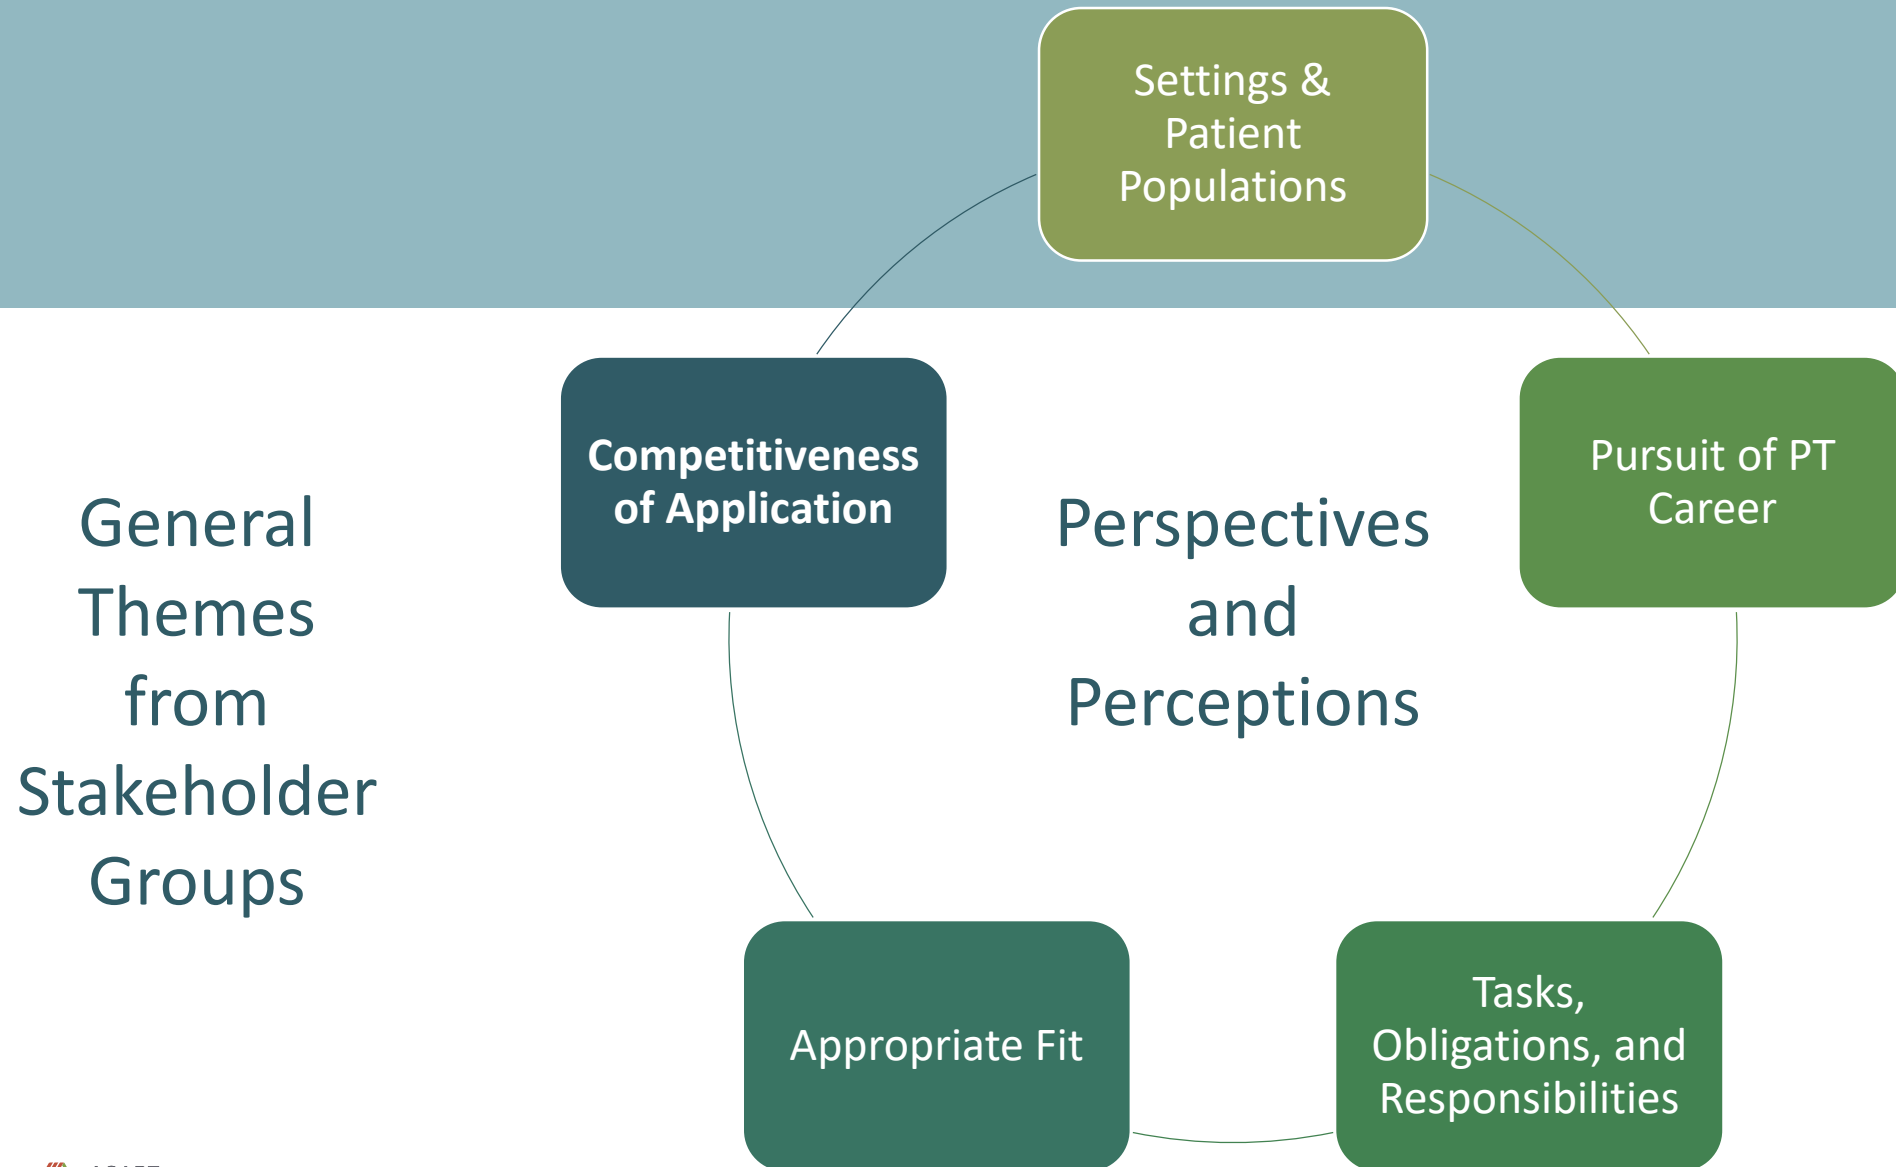 General
Themes
from
Stakeholder
Groups
Settings &
Patient
Populations
Competitiveness
of Application
Perspectives
and
Perceptions
Pursuit of PT
Career
Appropriate Fit
Tasks,
Obligations, and
Responsibilities